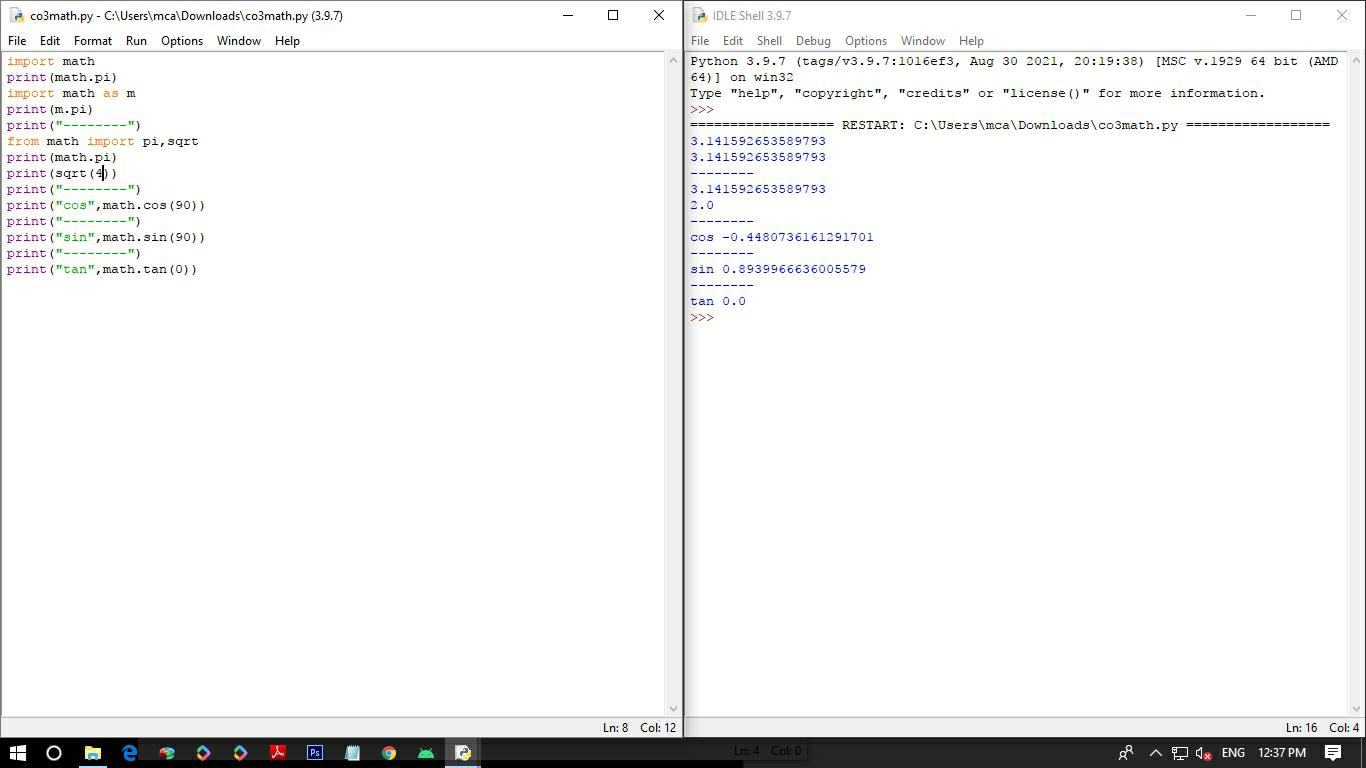 co3math.py - C:\Users\mca\Downloads\co3math.py (3.9.7)
File Edit Format Run Options Window Help
import math
print(math.pi)
import math as m
print(m.pi)
print("--------")
from math import pi,sqrt
print(math.pi)
print(sqrt(4))
print("--------")
print("cos",math.cos(90))
print("--------")
print("sin",math.sin(90))
print("--------")
print("tan",math.tan(0))
Ln: 8 Col: 12
IDLE Shell 3.9.7
File Edit Shell Debug Options Window Help
Python 3.9.7 (tags/v3.9.7:1016ef3, Aug 30 2021, 20:19:38) [MSC v.1929 64 bit (AMD
64)] on win32
Type "help", "copyright", "credits" or "license()" for more information.
>>>
================== RESTART: C:\Users\mca\Downloads\co3math.py ==================
3.141592653589793
3.141592653589793
--------
3.141592653589793
2.0
--------
cos -0.4480736161291701
--------
sin 0.8939966636005579
--------
tan 0.0
>>>
Ln: 16 Col: 4
Ln: 4 Col: 0
Ps
ENG 12:37 PM